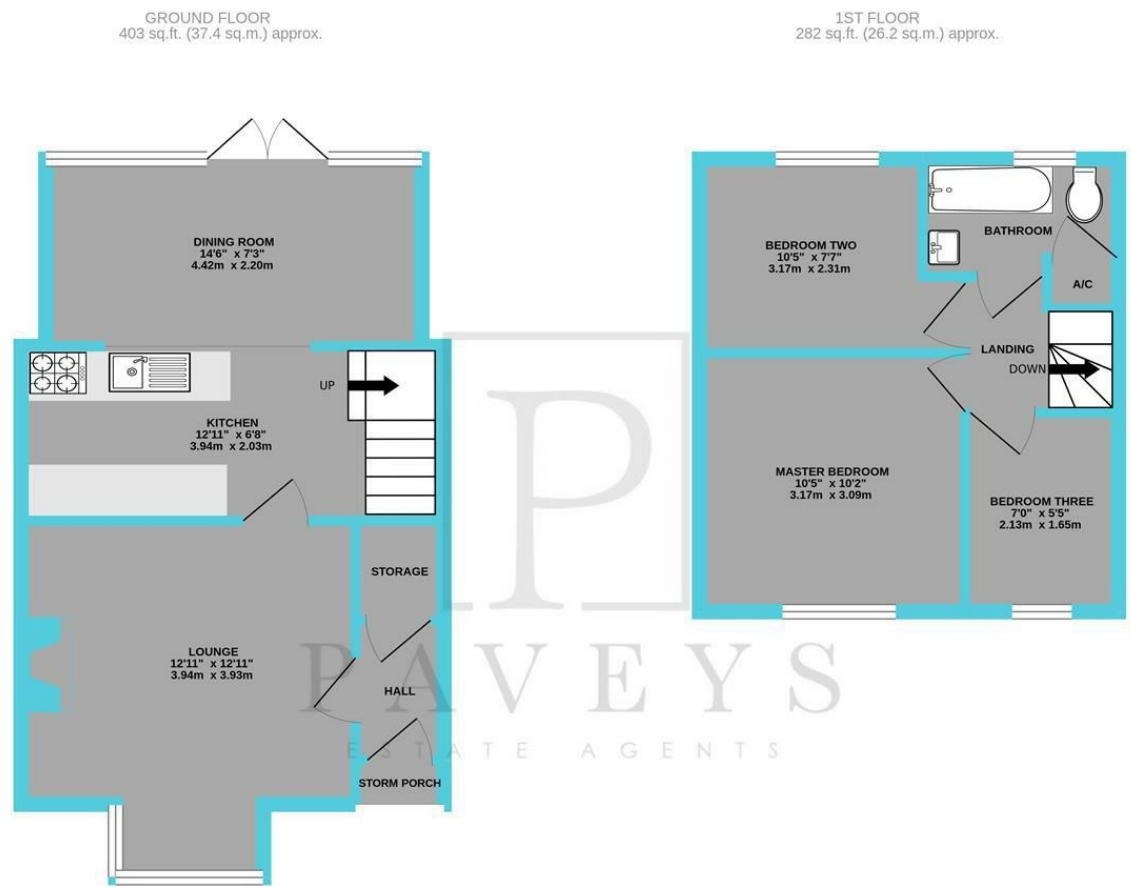 GROUND FLOOR
403 sq.ft. (37.4 sq.m.) approx.
1ST FLOOR
282 sq.ft. (26.2 sq.m.) approx.
DINING ROOM
14'6" x 7'3"
4.42m x 2.20m
UP
KITCHEN
12'11" x 6'8"
3.94m x 2.03m
STORAGE
LOUNGE
12'11" x 12'11"
3.94m x 3.93m
HALL
STORM PORCH
BEDROOM TWO
10'5" x 7'7"
3.17m x 2.31m
BATHROOM
A/C
LANDING
DOWN
MASTER BEDROOM
10'5" x 10'2"
3.17m x 3.09m
BEDROOM THREE
7'0" x 5'5"
2.13m x 1.65m
P
PAVEYS
ESTATE AGENTS